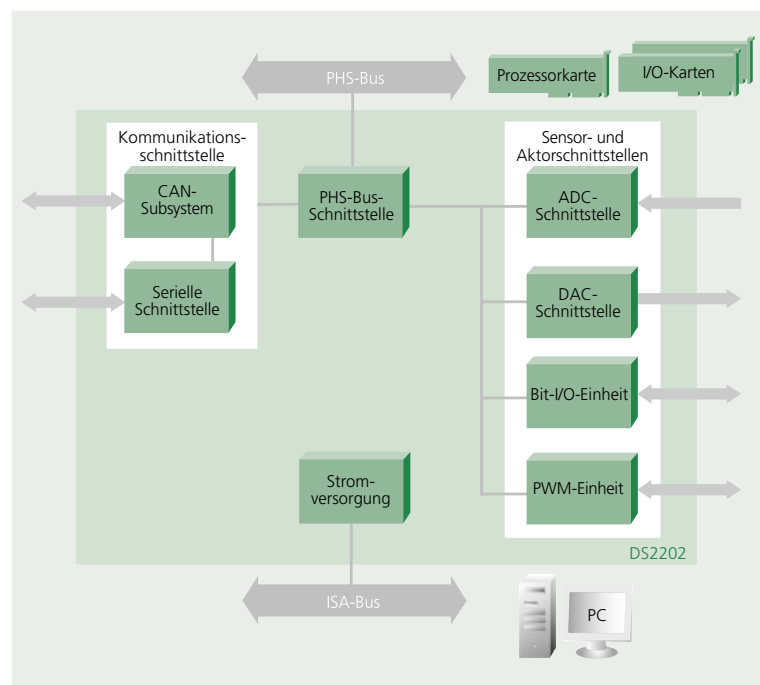 PHS-Bus
Prozessorkarte
I/O-Karten
Kommunikations-
schnittstelle
Sensor- und
Aktorschnittstellen
CAN-
Subsystem
PHS-Bus-
Schnittstelle
ADC-
Schnittstelle
Serielle
Schnittstelle
DAC-
Schnittstelle
Bit-I/O-Einheit
Strom-
versorgung
PWM-Einheit
DS2202
ISA-Bus
PC